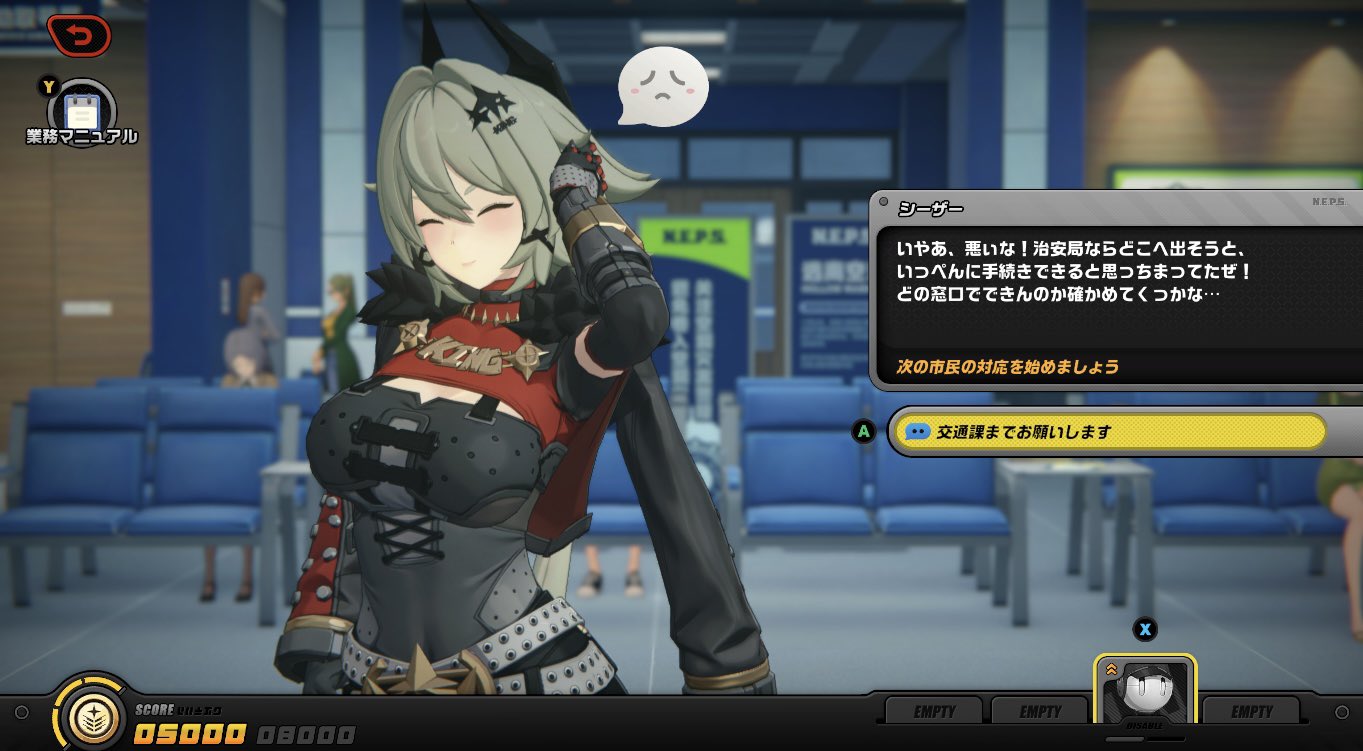 Y
業務マニュアル
KING
KING
N.E.P.S.
シーザー
N.E.P.S.
いやあ、悪いな！治安局ならどこへ出そうと、
いっぺんに手続きできると思っちまってたぜ！
どの窓口でできんのか確かめてくっかな…
次の市民の対応を始めましょう
A
交通課までお願いします
X
EMPTY
EMPTY
DISABLE
EMPTY
SCORE
05000 08000